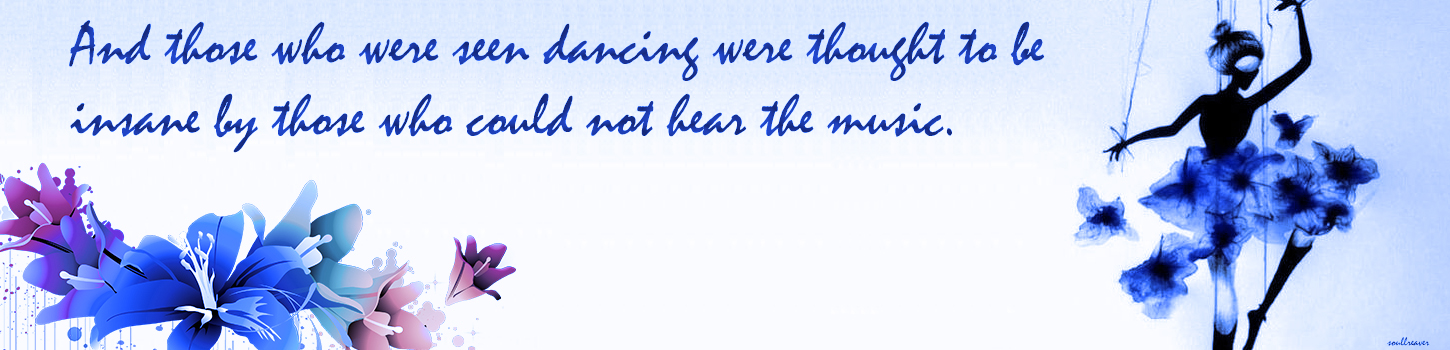 And those who were seen dancing were thought to be
insane by those who could not hear the music.
soullreaver